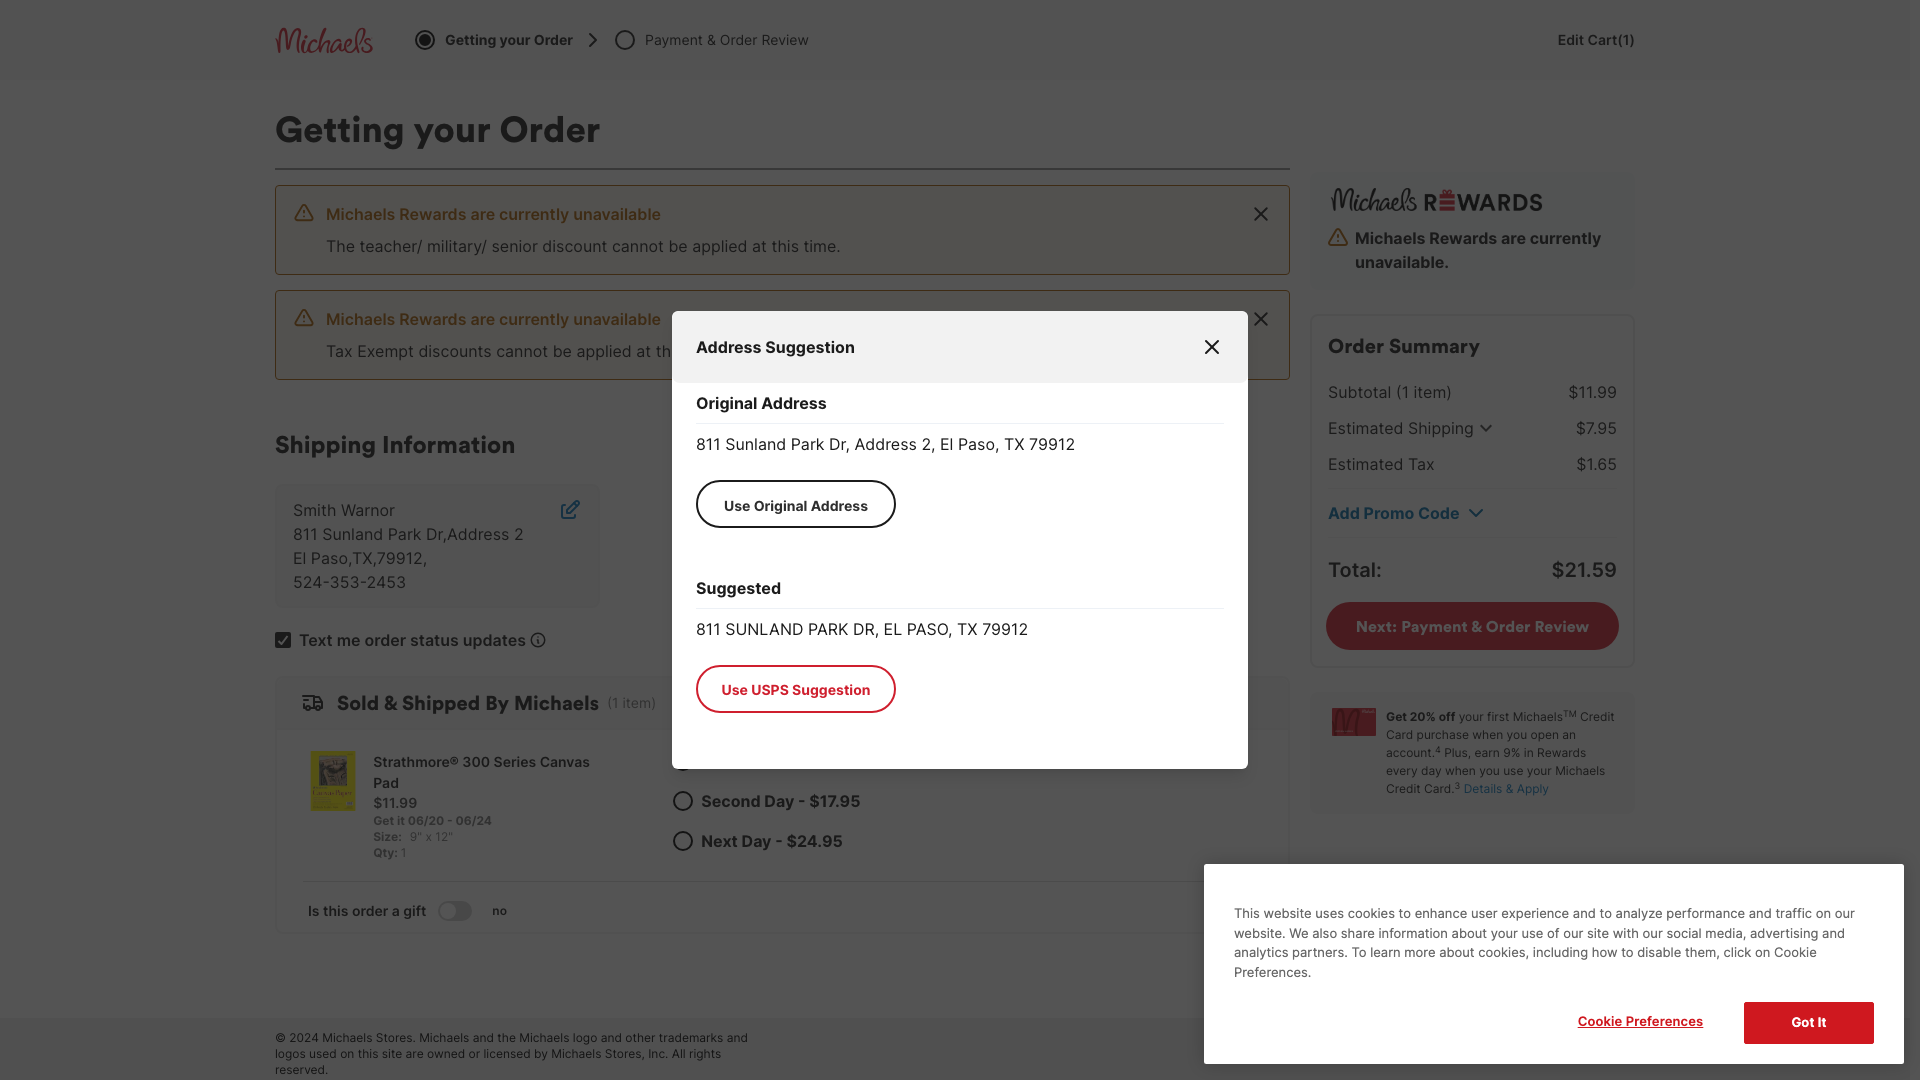 Michaels
Getting your Order
Payment & Order Review
Edit Cart(1)
Getting your Order
Michaels Rewards are currently unavailable
The teacher/ military/ senior discount cannot be applied at this time.
Michaels Rewards are currently unavailable
Tax Exempt discounts cannot be applied at th
Michaels REWARDS
Michaels Rewards are currently
unavailable.
Shipping Information
Smith Warnor
811 Sunland Park Dr,Address 2
El Paso,TX,79912,
524-353-2453
Text me order status updates
Sold & Shipped By Michaels (1 item)
Strathmore® 300 Series Canvas
Pad
$11.99
Get it 06/20 - 06/24
Size: 9" x 12"
Qty: 1
Second Day - $17.95
Next Day - $24.95
Is this order a gift
no
Address Suggestion
Original Address
811 Sunland Park Dr, Address 2, El Paso, TX 79912
Use Original Address
Suggested
811 SUNLAND PARK DR, EL PASO, TX 79912
Use USPS Suggestion
Order Summary
Subtotal (1 item) $11.99
Estimated Shipping $7.95
Estimated Tax $1.65
Add Promo Code
Total: $21.59
Next: Payment & Order Review
Get 20% off your first Michaels™ Credit
Card purchase when you open an
account.⁴ Plus, earn 9% in Rewards
every day when you use your Michaels
Credit Card.³ Details & Apply
This website uses cookies to enhance user experience and to analyze performance and traffic on our
website. We also share information about your use of our site with our social media, advertising and
analytics partners. To learn more about cookies, including how to disable them, click on Cookie
Preferences.
Cookie Preferences
Got It
© 2024 Michaels Stores. Michaels and the Michaels logo and other trademarks and
logos used on this site are owned or licensed by Michaels Stores, Inc. All rights
reserved.